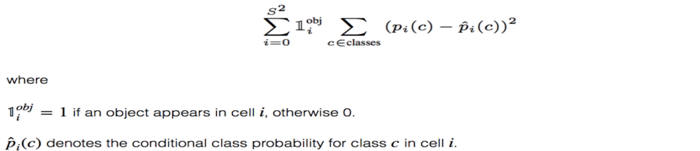 $$\sum_{i=0}^{S^2} \mathbb{1}_i^{obj} \sum_{c \in classes} (p_i(c) - \hat{p}_i(c))^2$$
where
$\mathbb{1}_i^{obj} = 1$ if an object appears in cell $i$, otherwise 0.
$\hat{p}_i(c)$ denotes the conditional class probability for class $c$ in cell $i$.